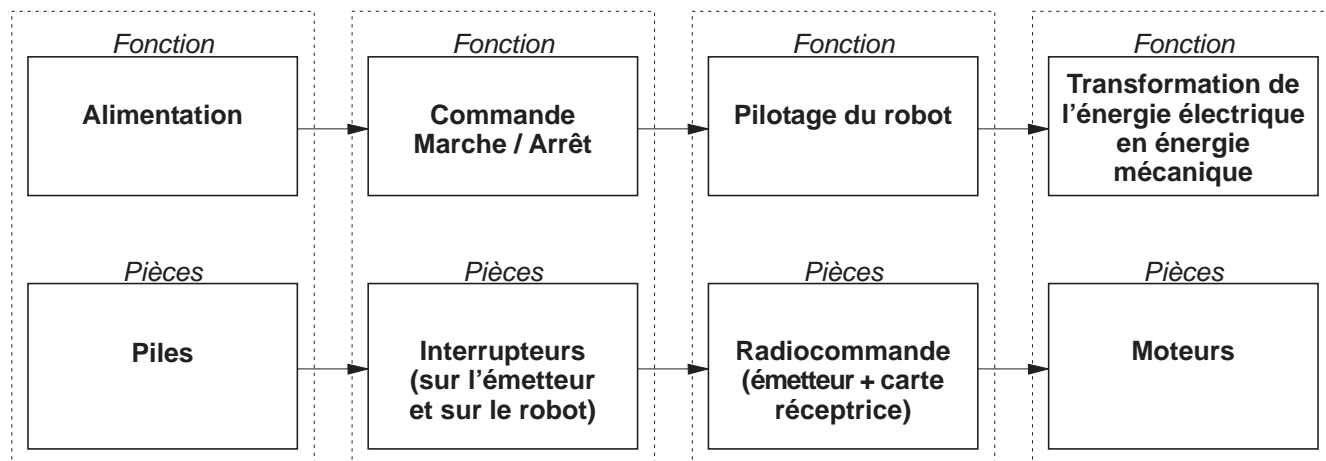 Fonction
Alimentation
Fonction
Commande
Marche / Arrêt
Fonction
Pilotage du robot
Fonction
Transformation de
l’énergie électrique
en énergie
mécanique
Pièces
Piles
Pièces
Interrupteurs
(sur l’émetteur
et sur le robot)
Pièces
Radiocommande
(émetteur + carte
réceptrice)
Pièces
Moteurs